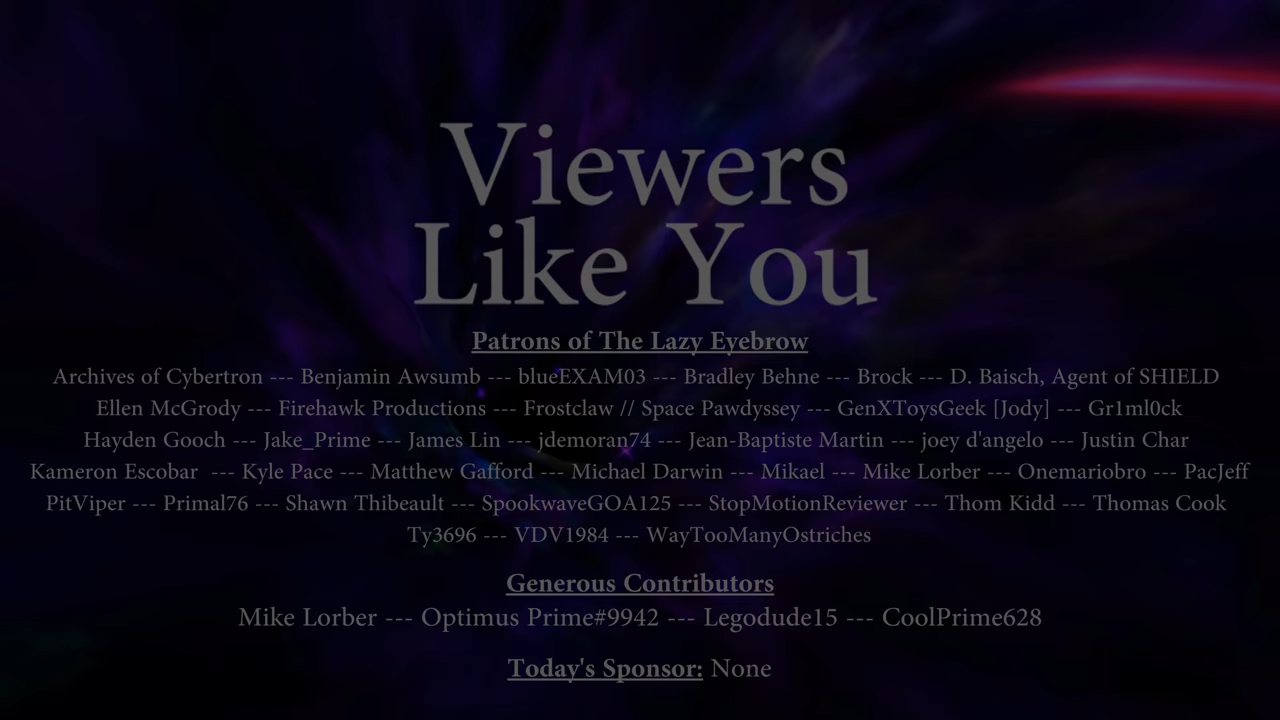 Viewers
Like You
Patrons of The Lazy Eyebrow
Archives of Cybertron --- Benjamin Awsumb --- blueEXAM03 --- Bradley Behne --- Brock --- D. Baisch, Agent of SHIELD
Ellen McGrody --- Firehawk Productions --- Frostclaw // Space Pawdyssey --- GenXToysGeek [Jody] --- Gr1ml0ck
Hayden Gooch --- Jake_Prime --- James Lin --- jdemoran74 --- Jean-Baptiste Martin --- joey d'angelo --- Justin Char
Kameron Escobar --- Kyle Pace --- Matthew Gafford --- Michael Darwin --- Mikael --- Mike Lorber --- Onemariobro --- PacJeff
PitViper --- Primal76 --- Shawn Thibeault --- SpookwaveGOA125 --- StopMotionReviewer --- Thom Kidd --- Thomas Cook
Ty3696 --- VDV1984 --- WayTooManyOstriches
Generous Contributors
Mike Lorber --- Optimus Prime#9942 --- Legodude15 --- CoolPrime628
Today's Sponsor: None